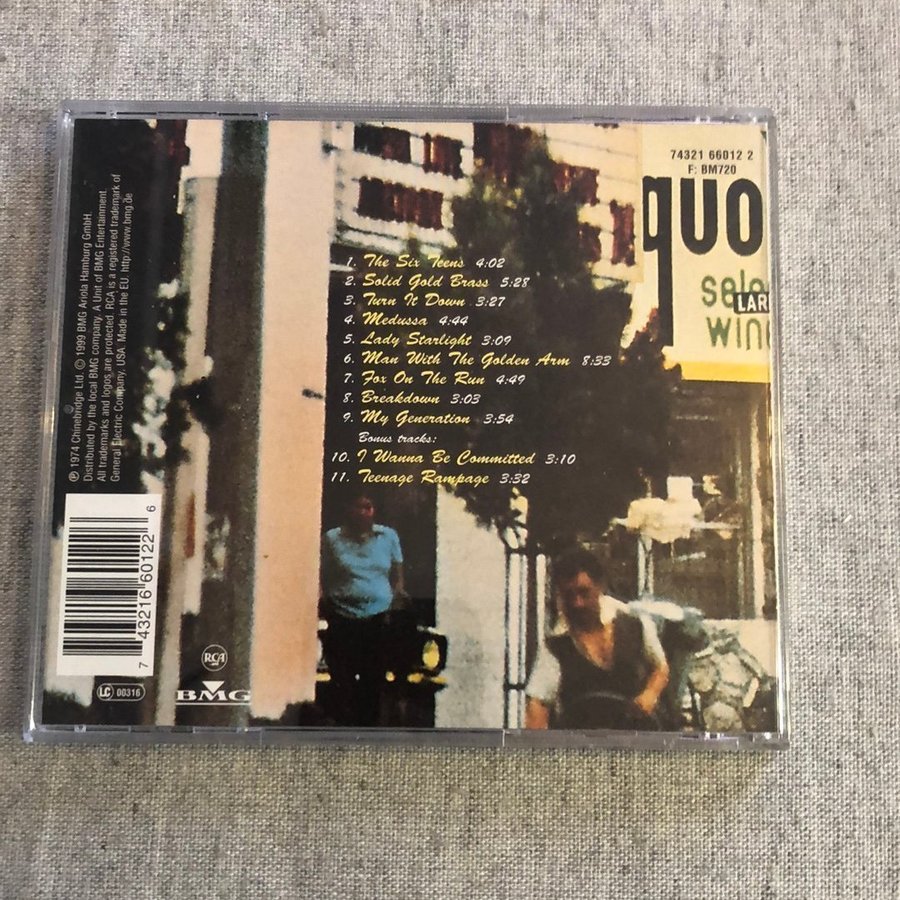 74321 66012 2
F: BM720
quo
sele
LAR
wind
1. The Six Teens 4:02
2. Solid Gold Brass 5:28
3. Turn It Down 3:27
4. Medussa 4:44
5. Lady Starlight 3:09
6. Man With The Golden Arm 8:33
7. Fox On The Run 4:49
8. Breakdown 3:03
9. My Generation 3:54
Bonus tracks:
10. I Wanna Be Committed 3:10
11. Teenage Rampage 3:32
℗ 1974 Chinebridge Ltd. © 1999 BMG Ariola Hamburg GmbH.
Distributed by the local BMG company. A Unit of BMG Entertainment.
All trademarks and logos are protected. RCA is a registered trademark of
General Electric Company, USA. Made in the EU. http://www.bmg.de
7 43216 60122 6
LC 00316
RCA
BMG